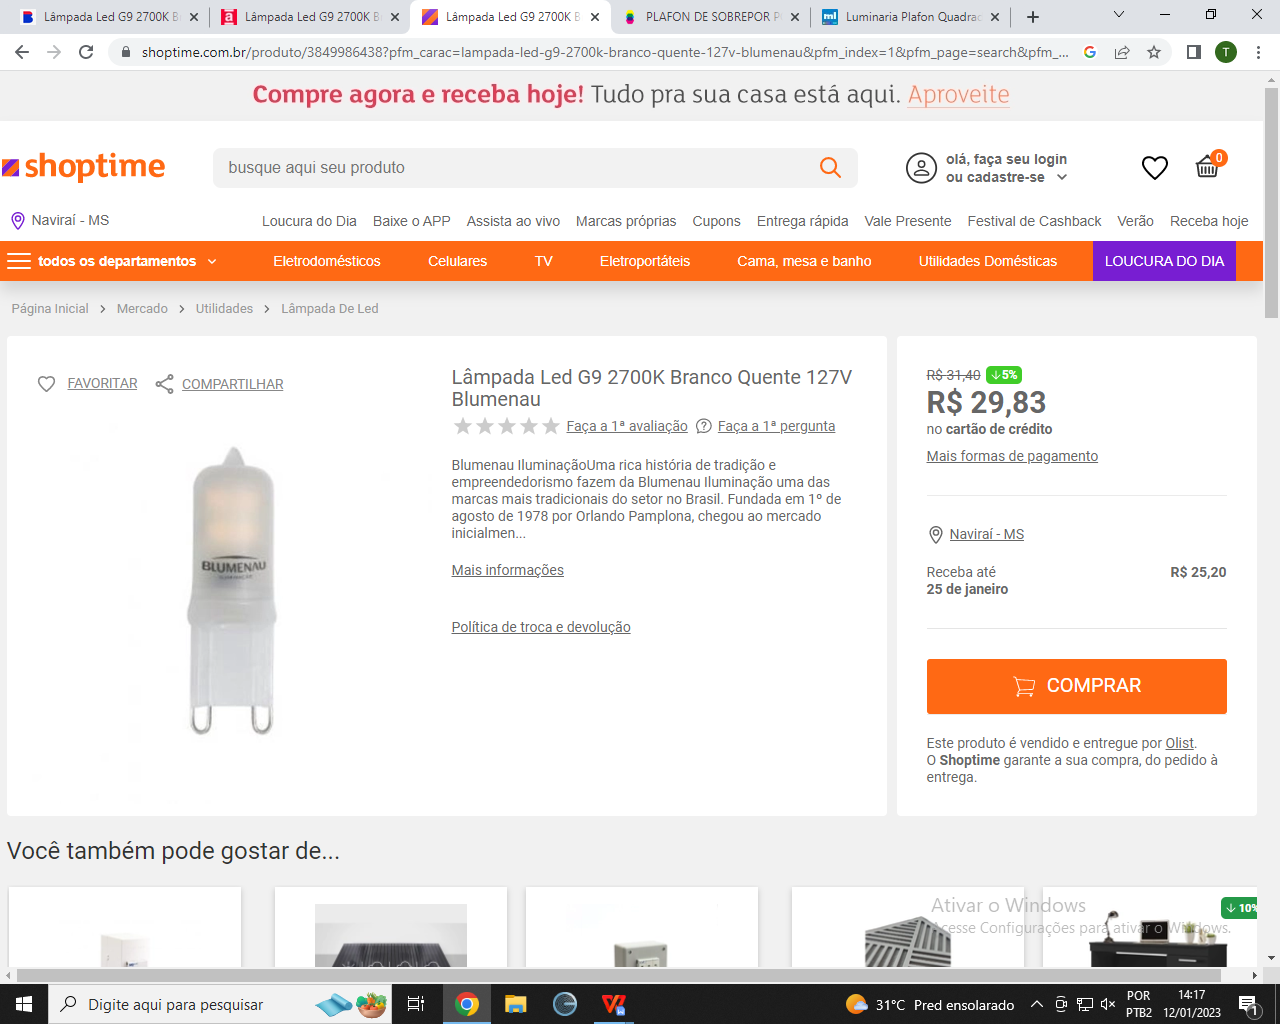 Lâmpada Led G9 2700K B
Lâmpada Led G9 2700K B
Lâmpada Led G9 2700K B
PLAFON DE SOBREPOR P
Luminaria Plafon Quadrad
shoptime.com.br/produto/3849986438?pfm_carac=lampada-led-g9-2700k-branco-quente-127v-blumenau&pfm_index=1&pfm_page=search&pfm_...
T
Compre agora e receba hoje! Tudo pra sua casa está aqui. Aproveite
shoptime
busque aqui seu produto
olá, faça seu login
ou cadastre-se
0
Naviraí - MS
Loucura do Dia Baixe o APP Assista ao vivo Marcas próprias Cupons Entrega rápida Vale Presente Festival de Cashback Verão Receba hoje
todos os departamentos Eletrodomésticos Celulares TV Eletroportáteis Cama, mesa e banho Utilidades Domésticas LOUCURA DO DIA
Página Inicial > Mercado > Utilidades > Lâmpada De Led
FAVORITAR COMPARTILHAR
BLUMENAU
ILUMINAÇÃO
Lâmpada Led G9 2700K Branco Quente 127V
Blumenau
Faça a 1ª avaliação Faça a 1ª pergunta
Blumenau IluminaçãoUma rica história de tradição e
empreendedorismo fazem da Blumenau Iluminação uma das
marcas mais tradicionais do setor no Brasil. Fundada em 1º de
agosto de 1978 por Orlando Pamplona, chegou ao mercado
inicialmen...
Mais informações
Política de troca e devolução
R$ 31,40 ↓5%
R$ 29,83
no cartão de crédito
Mais formas de pagamento
Naviraí - MS
Receba até R$ 25,20
25 de janeiro
COMPRAR
Este produto é vendido e entregue por Olist.
O Shoptime garante a sua compra, do pedido à
entrega.
Você também pode gostar de...
↓ 10%
Ativar o Windows
Acesse Configurações para ativar o Windows.
Digite aqui para pesquisar
31°C Pred ensolarado
POR
PTB2
14:17
12/01/2023
1